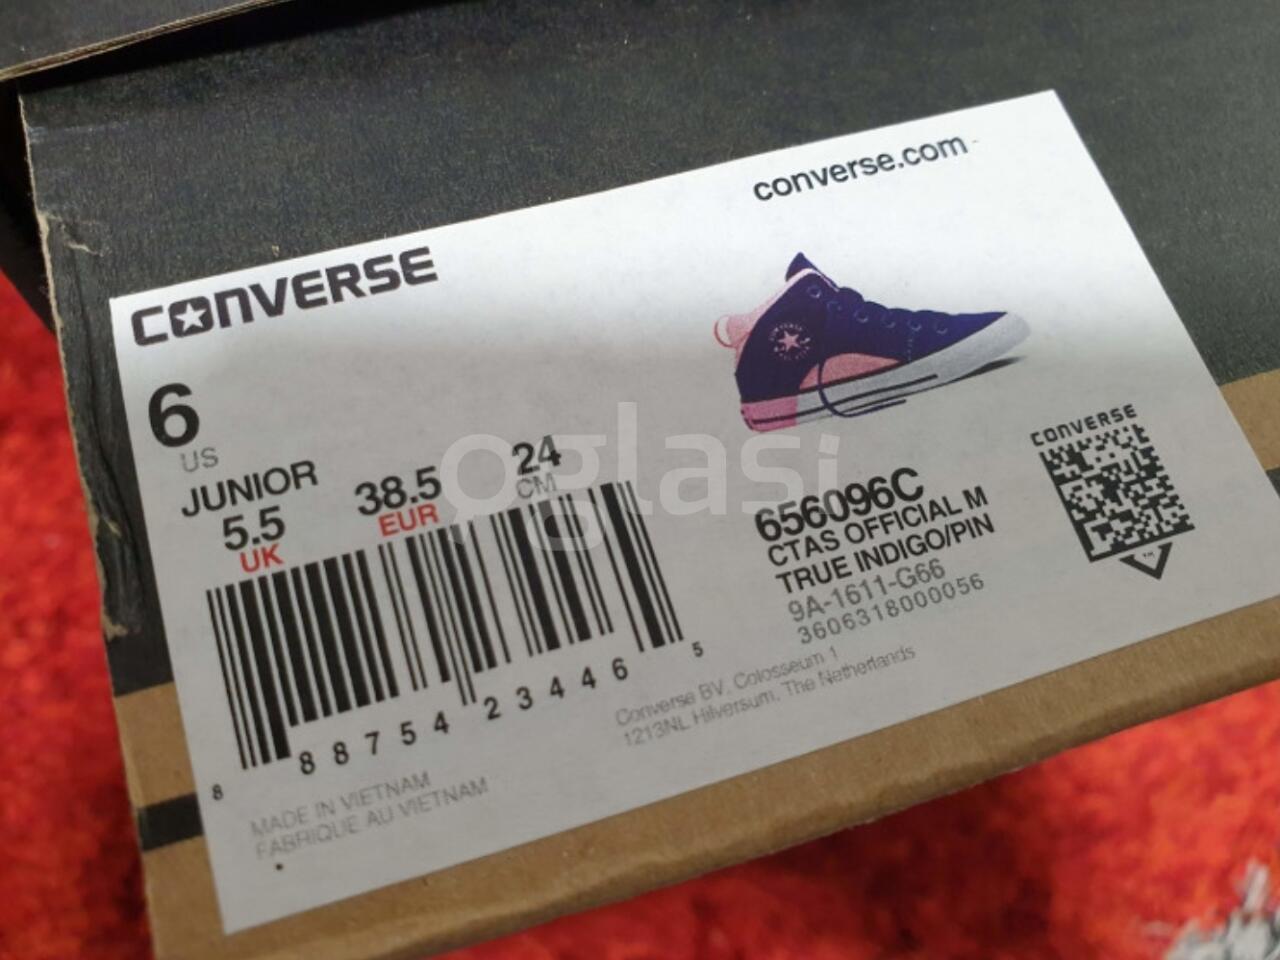 converse.com
CONVERSE
6
US
JUNIOR
5.5
UK
38.5
EUR
24
CM
oglasi
656096C
CTAS OFFICIAL M
TRUE INDIGO/PIN
9A-1611-G66
3606318000056
CONVERSE
8 88754 23446 5
Converse BV, Colosseum 1
1213NL Hilversum, The Netherlands
MADE IN VIETNAM
FABRIQUE AU VIETNAM